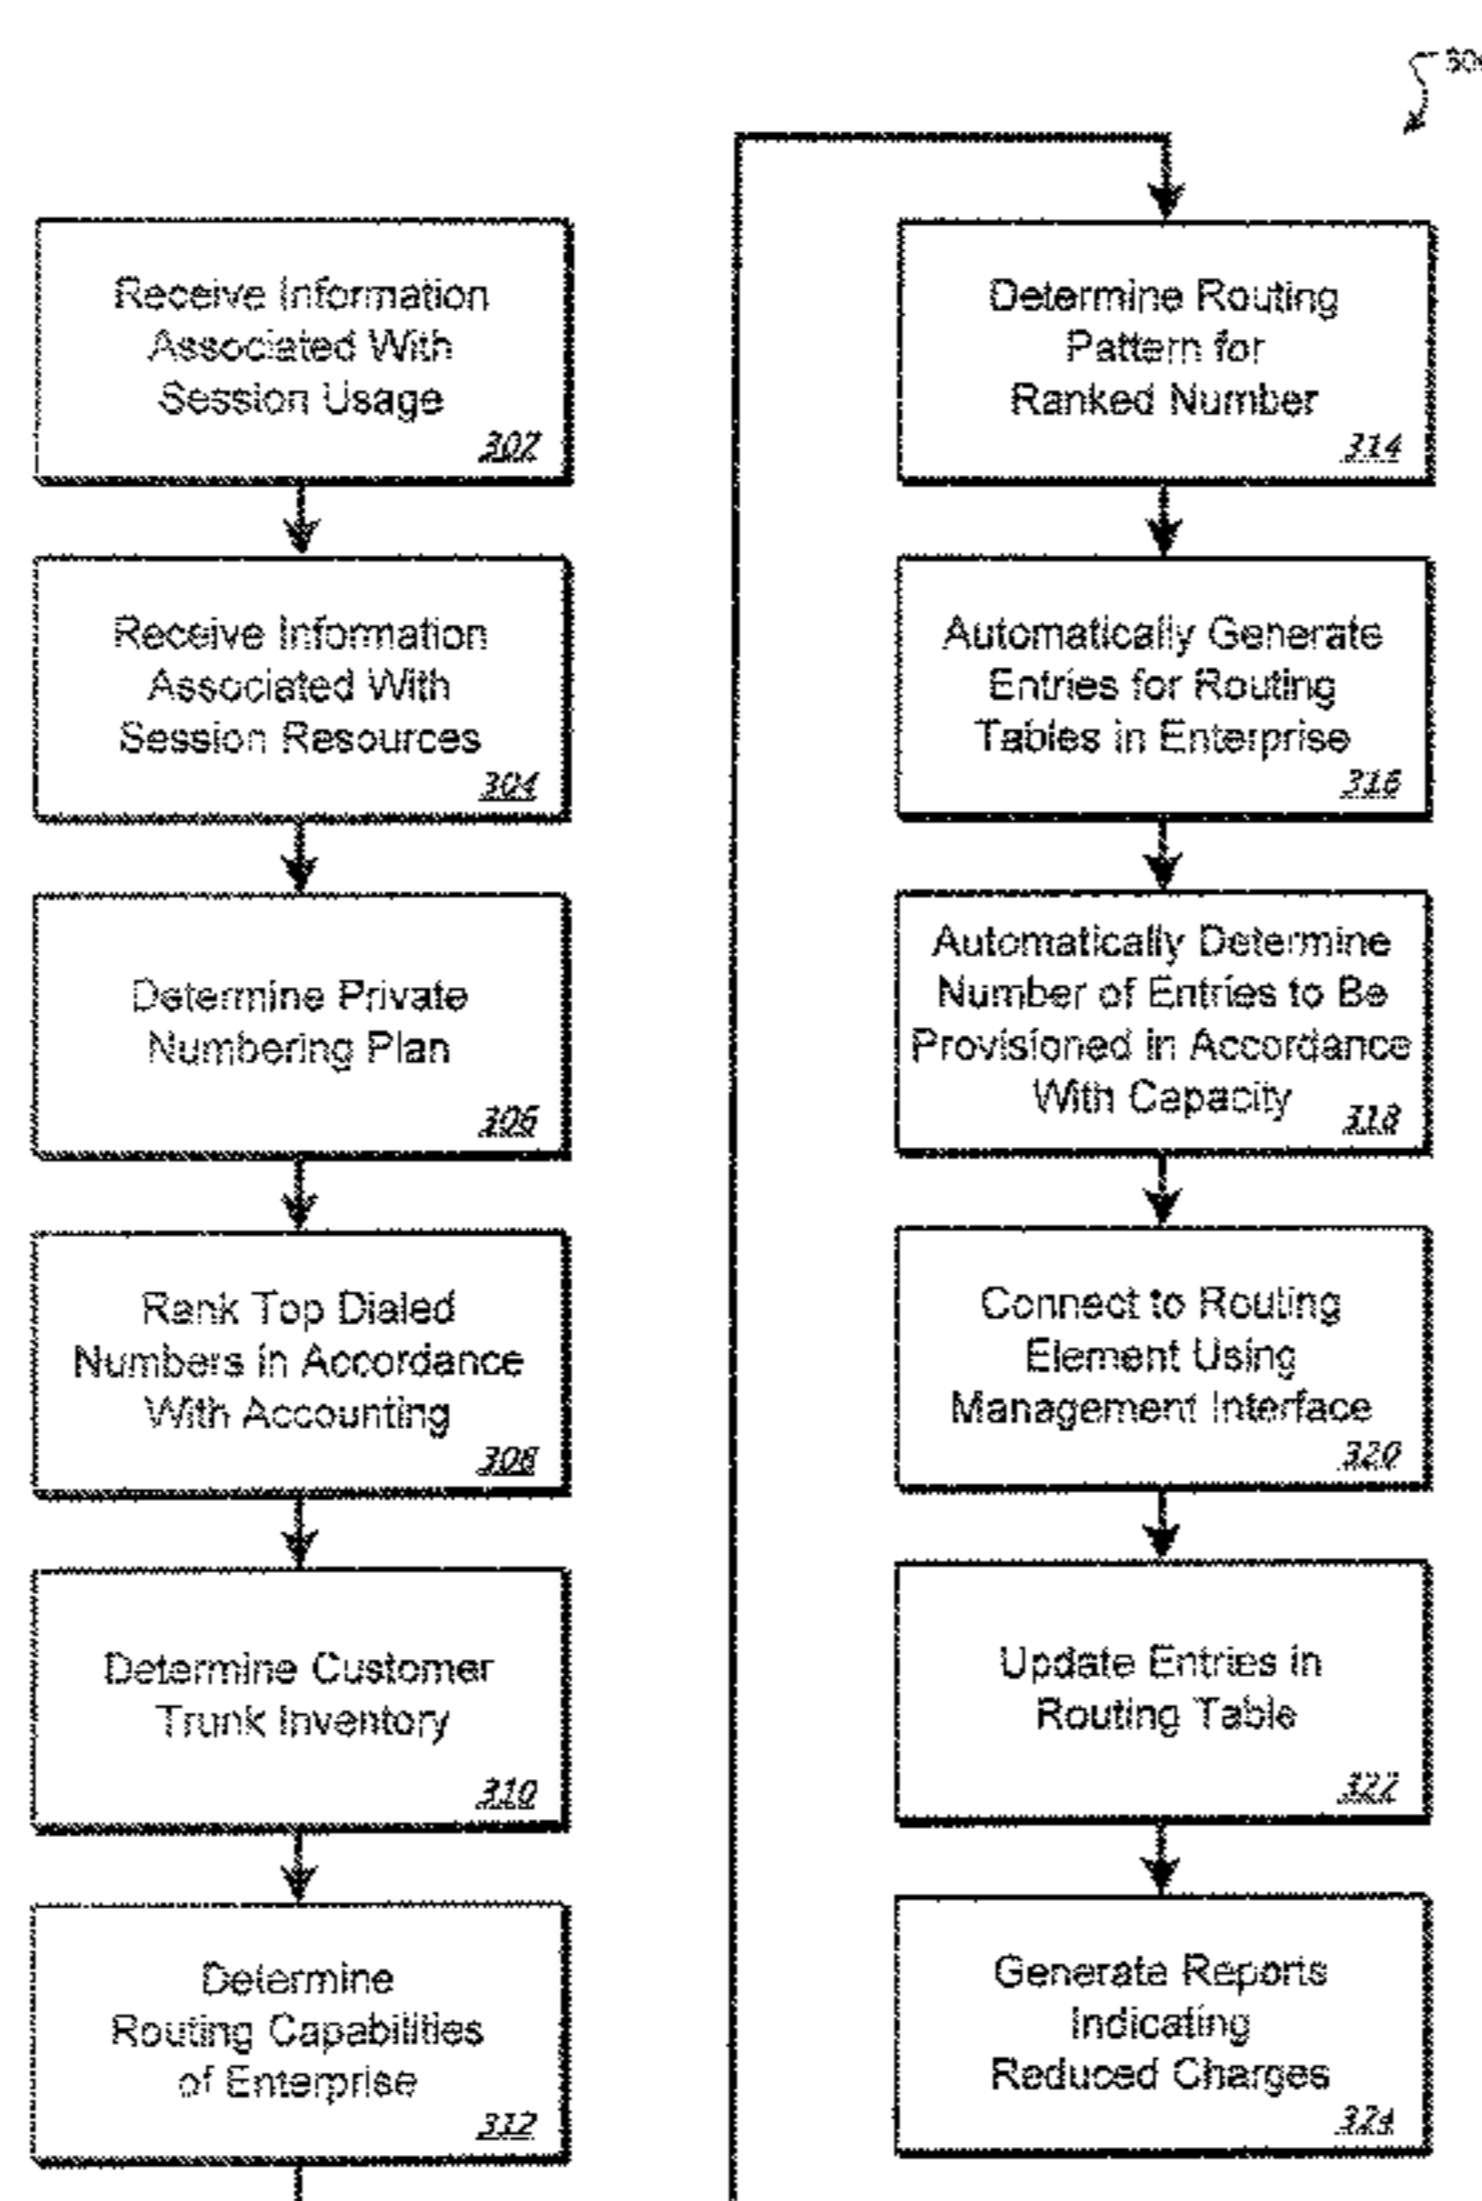 Receive Information
Associated With
Session Usage
302
Receive Information
Associated With
Session Resources
304
Determine Private
Numbering Plan
306
Rank Top Dialed
Numbers in Accordance
With Accounting
308
Determine Customer
Trunk Inventory
310
Determine
Routing Capabilities
of Enterprise
312
Determine Routing
Pattern for
Ranked Number
314
Automatically Generate
Entries for Routing
Tables in Enterprise
316
Automatically Determine
Number of Entries to Be
Provisioned in Accordance
With Capacity
318
Connect to Routing
Element Using
Management Interface
320
Update Entries in
Routing Table
322
Generate Reports
Indicating
Reduced Charges
324